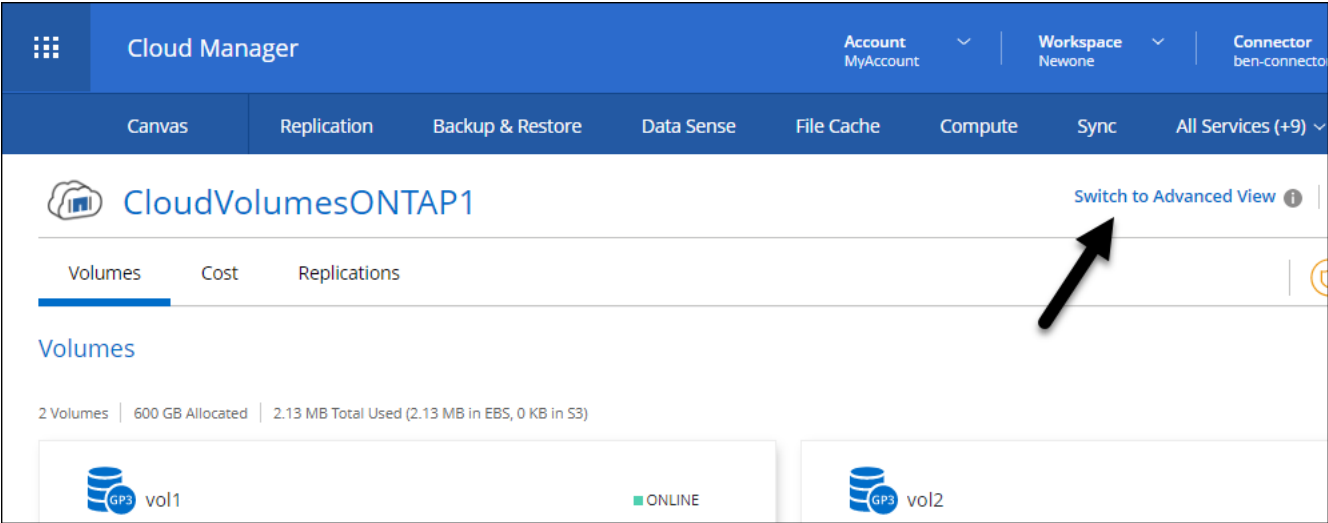 Cloud Manager
Account
MyAccount
Workspace
Newone
Connector
ben-connector
Canvas
Replication
Backup & Restore
Data Sense
File Cache
Compute
Sync
All Services (+9)
CloudVolumesONTAP1
Switch to Advanced View
Volumes
Cost
Replications
Volumes
2 Volumes
600 GB Allocated
2.13 MB Total Used (2.13 MB in EBS, 0 KB in S3)
GP3
vol1
ONLINE
GP3
vol2